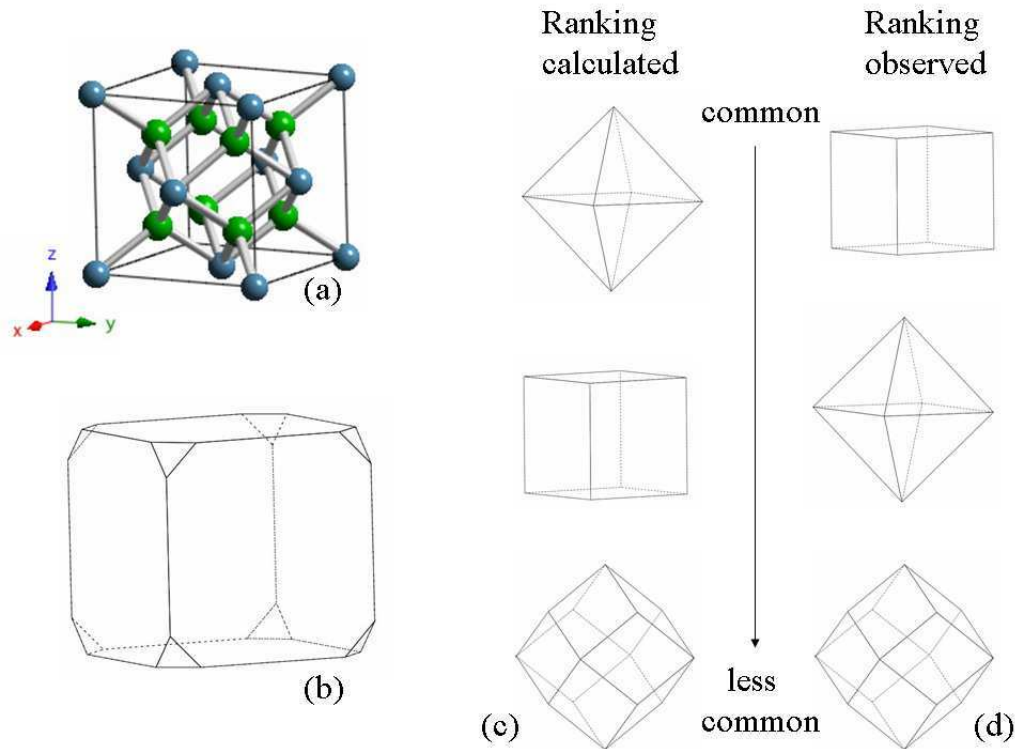 Ranking
calculated
Ranking
observed
common
z
x
y
(a)
(b)
less
common
(c)
(d)